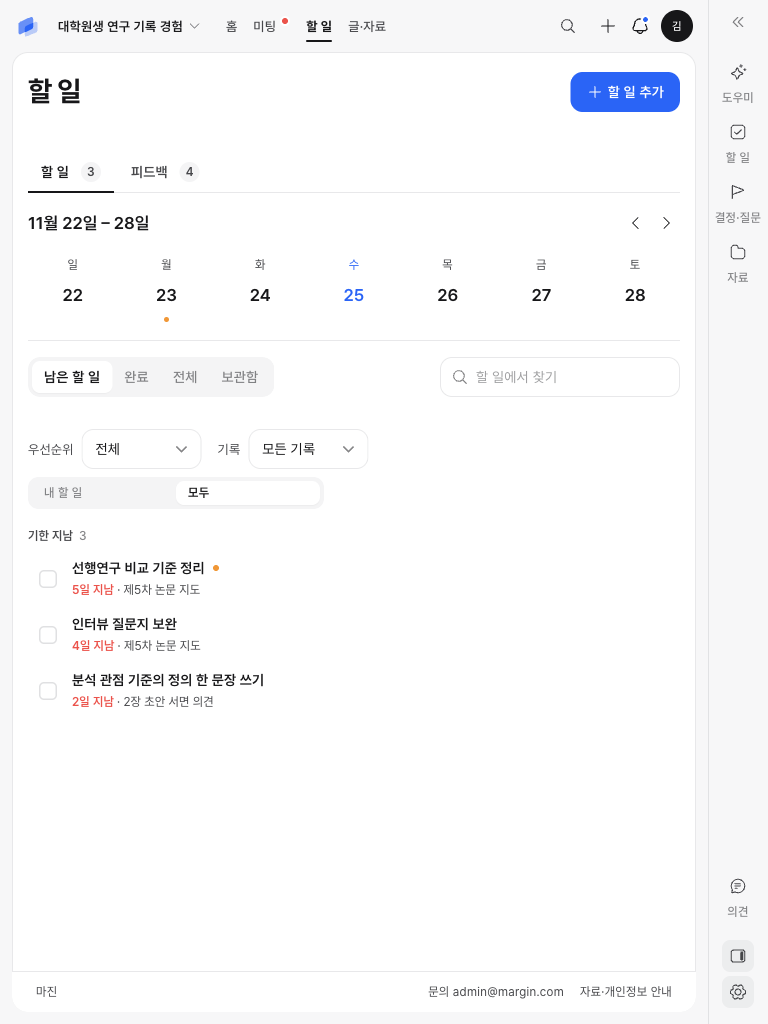 대학원생 연구 기록 경험
홈 미팅 할 일 글·자료
김
할 일
할 일 추가
할 일 3 피드백 4
11월 22일 – 28일
일 월 화 수 목 금 토
22 23 24 25 26 27 28
남은 할 일 완료 전체 보관함
할 일에서 찾기
우선순위 전체 기록 모든 기록
내 할 일 모두
기한 지남 3
선행연구 비교 기준 정리
5일 지남 · 제5차 논문 지도
인터뷰 질문지 보완
4일 지남 · 제5차 논문 지도
분석 관점 기준의 정의 한 문장 쓰기
2일 지남 · 2장 초안 서면 의견
마진
문의 admin@margin.com 자료·개인정보 안내
도우미
할 일
결정·질문
자료
의견